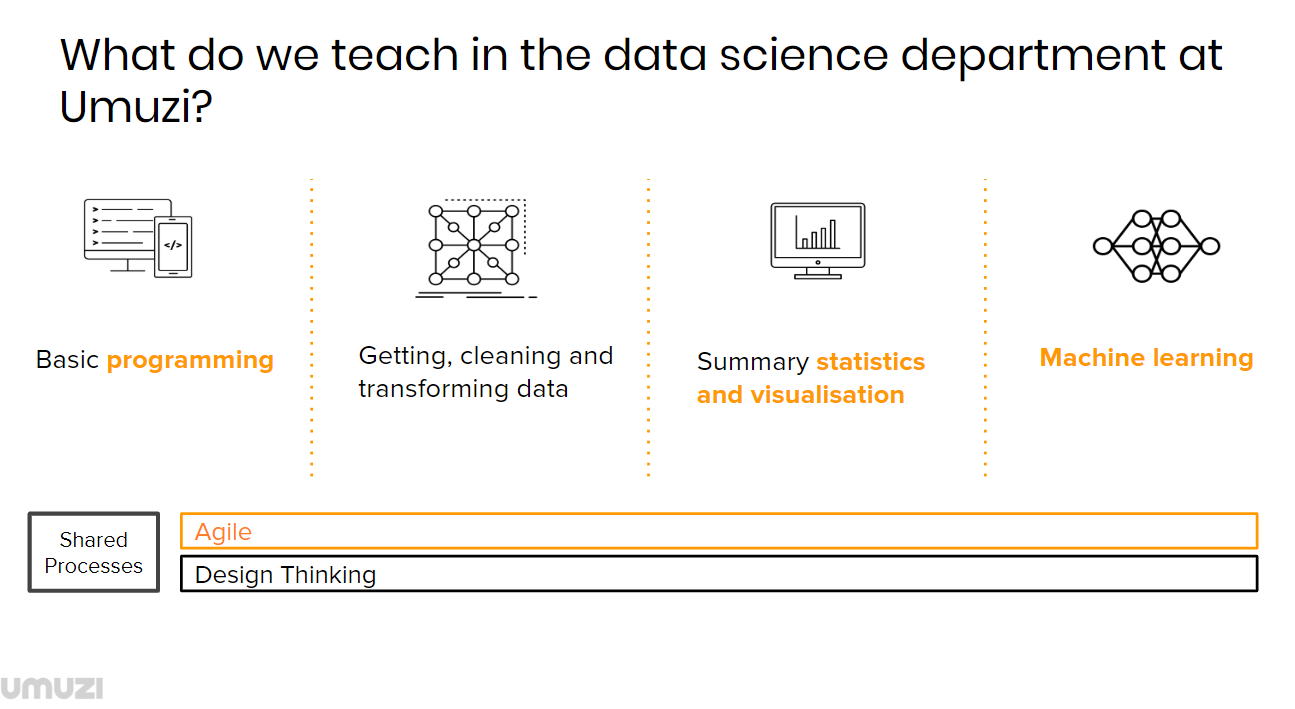 What do we teach in the data science department at
Umuzi?
</>
Basic programming
Getting, cleaning and
transforming data
Summary statistics
and visualisation
Machine learning
Shared
Processes
Agile
Design Thinking
umuzi